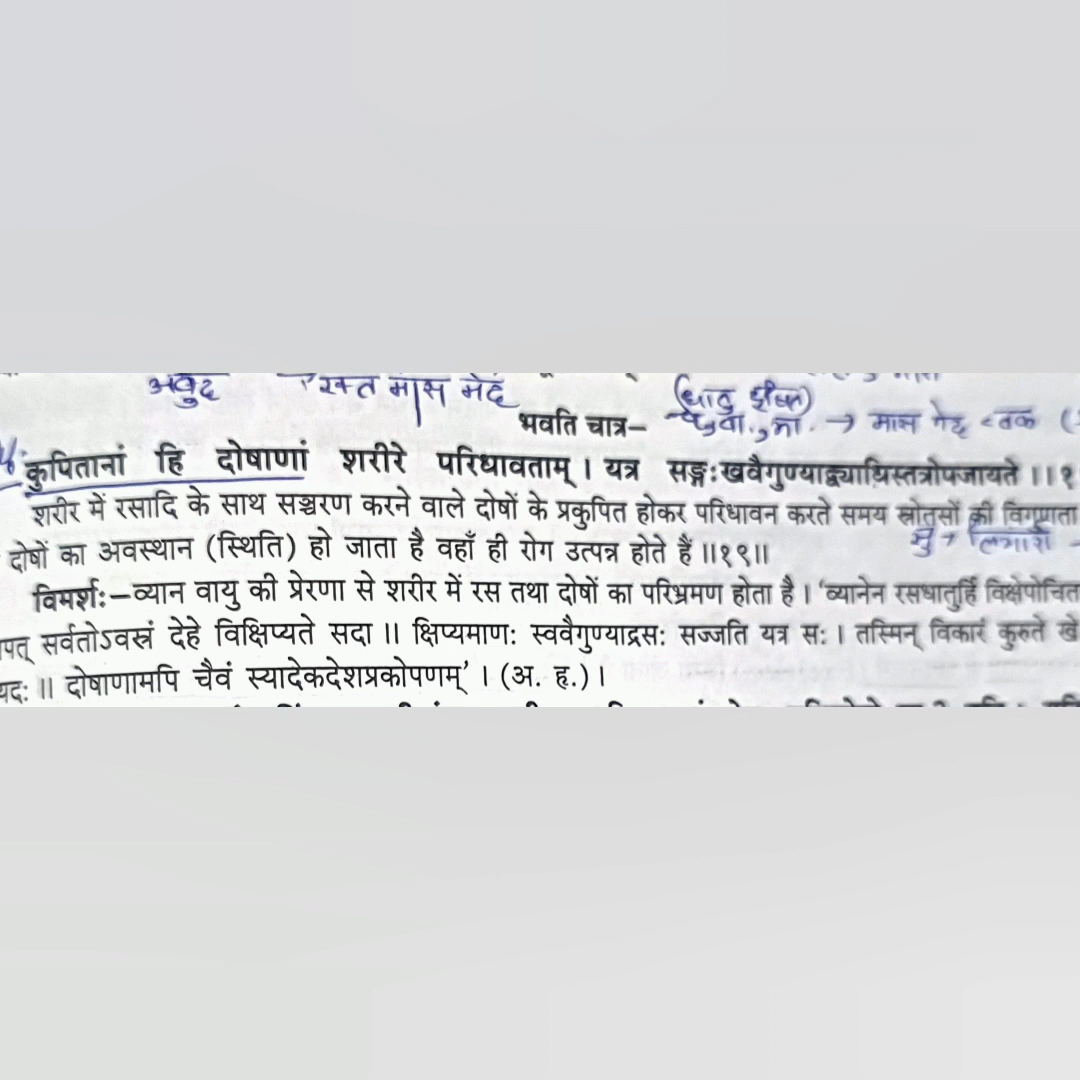 अर्वुद रक्त मांस मेद
भवति चात्र–
कुपितानां हि दोषाणां शरीरे परिधावताम् । यत्र सङ्गःखवैगुण्याद्व्याधिस्तत्रोपजायते ।।१
शरीर में रसादि के साथ सञ्चरण करने वाले दोषों के प्रकुपित होकर परिधावन करते समय स्रोतसों की विगुणता
दोषों का अवस्थान (स्थिति) हो जाता है वहाँ ही रोग उत्पन्न होते हैं ॥१९॥
विमर्शः–व्यान वायु की प्रेरणा से शरीर में रस तथा दोषों का परिभ्रमण होता है । 'व्यानेन रसधातुर्हि विक्षेपोचित
पत् सर्वतोऽवस्रं देहे विक्षिप्यते सदा ॥ क्षिप्यमाणः स्ववैगुण्याद्रसः सज्जति यत्र सः । तस्मिन् विकारं कुरुते खे
यदः ॥ दोषाणामपि चैवं स्यादेकदेशप्रकोपणम्' । (अ. हृ.) ।